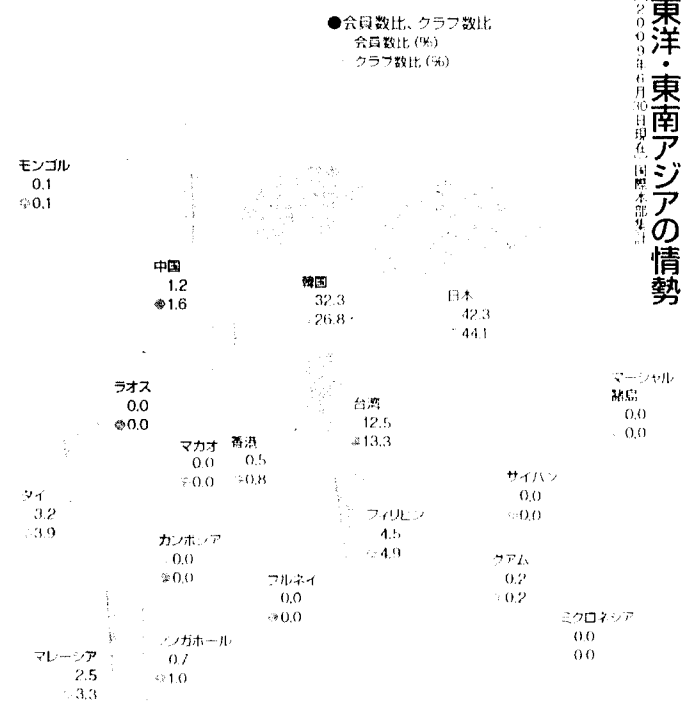 東洋・東南アジアの情勢
2009年6月30日現在 国際本部集計
●会員数比、クラブ数比
会員数比 (%)
クラブ数比 (%)
モンゴル
0.1
0.1
中国
1.2
1.6
韓国
32.3
26.8
日本
42.3
44.1
ラオス
0.0
0.0
マカオ
0.0
0.0
香港
0.5
0.8
台湾
12.5
13.3
マーシャル
諸島
0.0
0.0
タイ
3.2
3.9
カンボジア
0.0
0.0
ブルネイ
0.0
0.0
フィリピン
4.5
4.9
サイパン
0.0
0.0
グアム
0.2
0.2
ミクロネシア
0.0
0.0
マレーシア
2.5
3.3
シンガポール
0.7
1.0